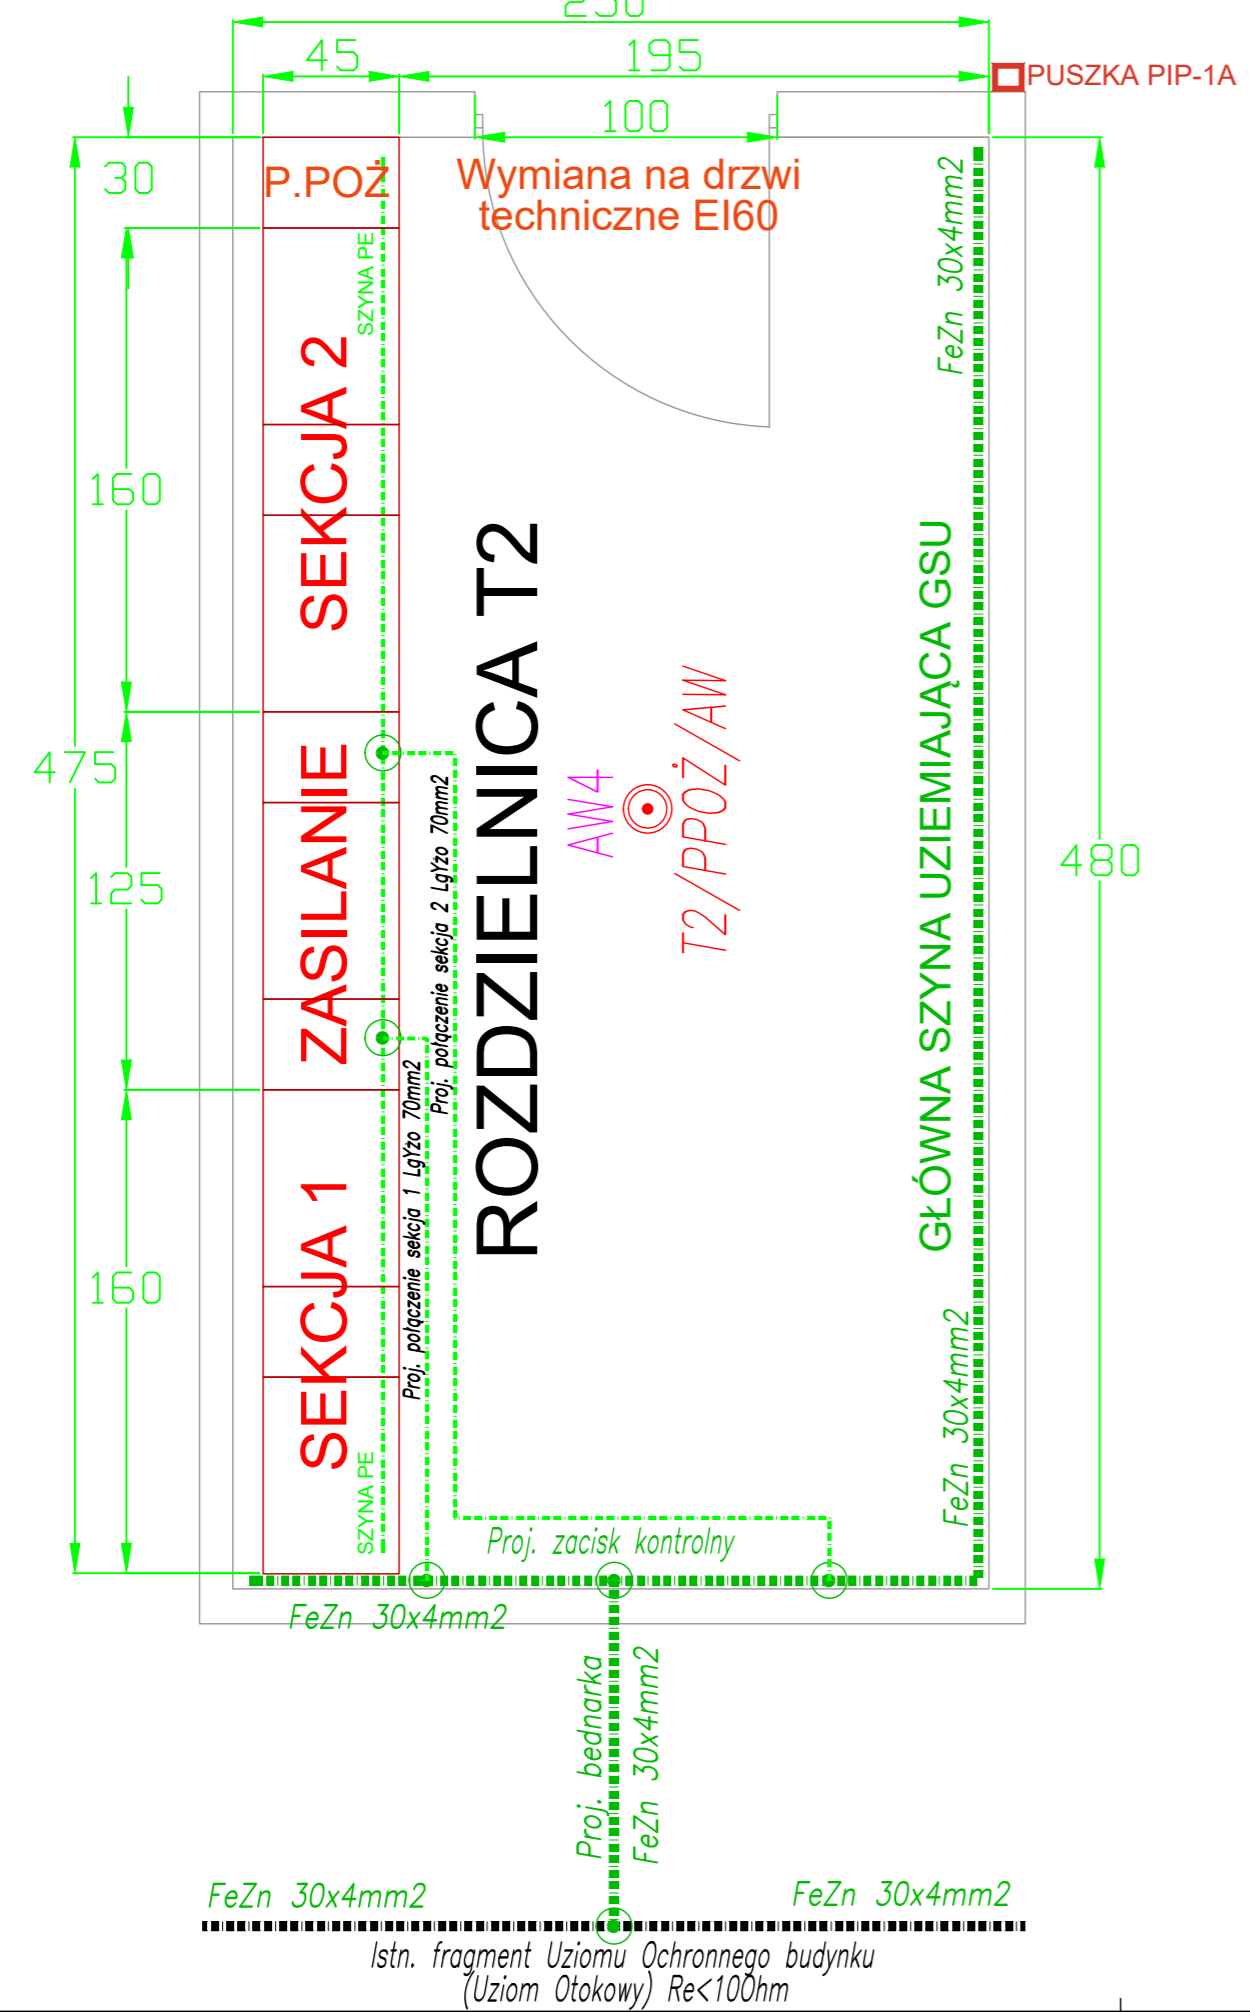 250
45
195
PUSZKA PIP-1A
100
30
P.POŻ
Wymiana na drzwi
techniczne EI60
SZYNA PE
FeZn 30x4mm2
SEKCJA 2
160
ROZDZIELNICA T2
GŁÓWNA SZYNA UZIEMIAJĄCA GSU
475
ZASILANIE
125
Proj. połączenie sekcja 2 LgYżo 70mm2
AW4
T2/PPOŻ/AW
480
Proj. połączenie sekcja 1 LgYżo 70mm2
SEKCJA 1
160
SZYNA PE
FeZn 30x4mm2
Proj. zacisk kontrolny
FeZn 30x4mm2
Proj. bednarka
FeZn 30x4mm2
FeZn 30x4mm2
FeZn 30x4mm2
Istn. fragment Uziomu Ochronnego budynku
(Uziom Otokowy) Re<10Ohm